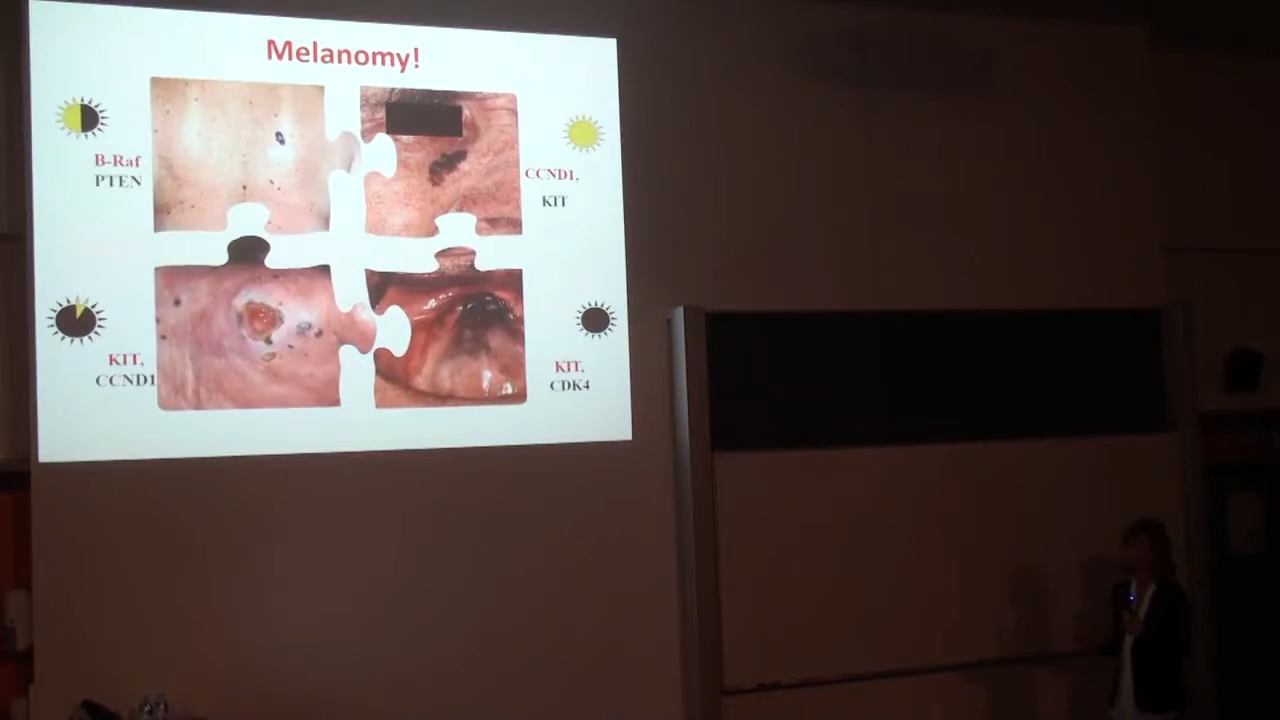 Melanomy!
B-Raf
PTEN
CCND1,
KIT
KIT,
CCND1
KIT,
CDK4